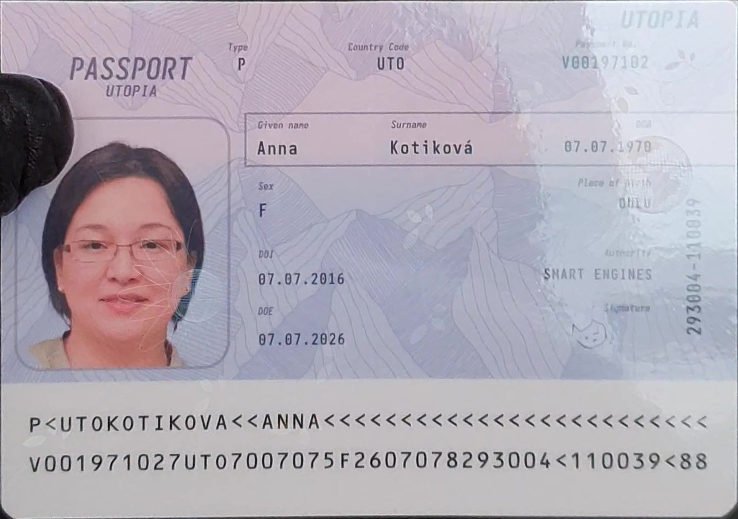 UTOPIA
Type Country Code Passport No.
PASSPORT P UTO V00197102
UTOPIA
Given name Surname DOB
Anna Kotiková 07.07.1970
Sex Place of birth
F OULU
DOI Authority
07.07.2016 SMART ENGINES
DOE Signature
07.07.2026
293004-110039
P<UTOKOTIKOVA<<ANNA<<<<<<<<<<<<<<<<<<<<<<<<<
V001971027UTO7007075F2607078293004<110039<88